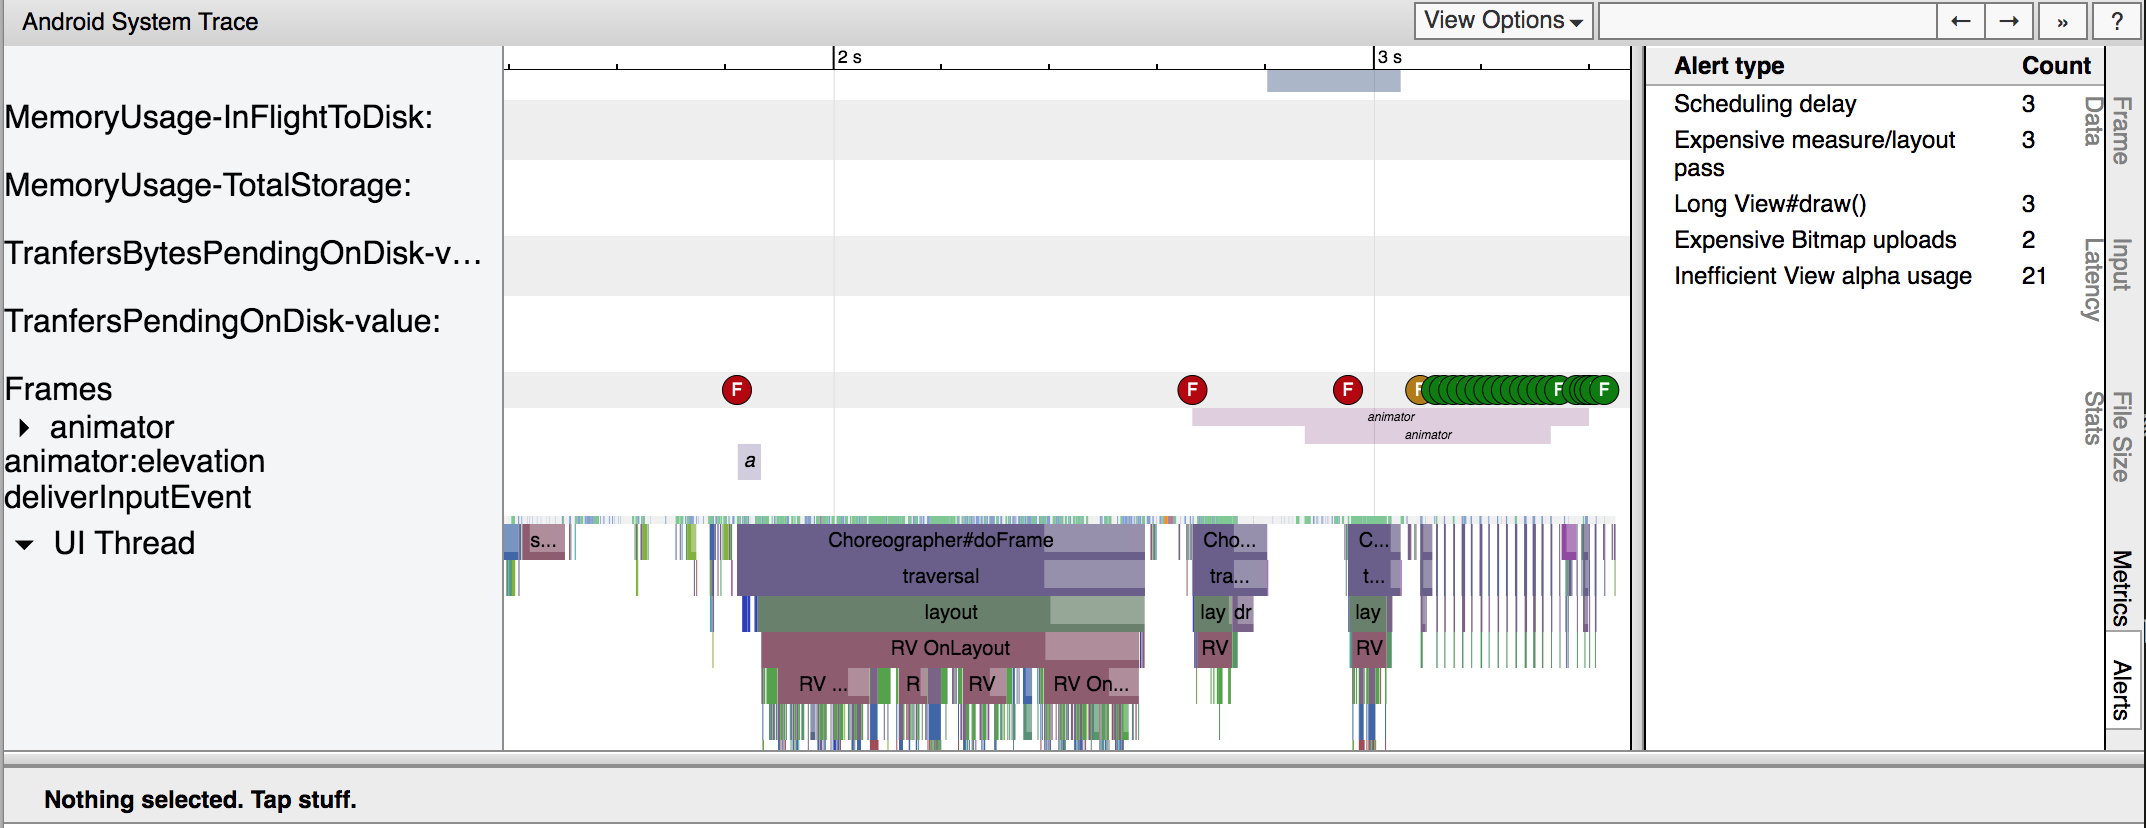 Android System Trace
View Options
← → » ?
2 s
3 s
MemoryUsage-InFlightToDisk:
MemoryUsage-TotalStorage:
TranfersBytesPendingOnDisk-v...
TranfersPendingOnDisk-value:
Frames
F F F F F F
animator
animator
animator
animator:elevation
a
deliverInputEvent
UI Thread
s... Choreographer#doFrame Cho... C...
traversal tra... t...
layout lay dr lay
RV OnLayout RV RV
RV ... R RV RV On...
Alert type Count
Scheduling delay 3
Expensive measure/layout 3
pass
Long View#draw() 3
Expensive Bitmap uploads 2
Inefficient View alpha usage 21
Frame
Data
Input
Latency
File Size
Stats
Metrics
Alerts
Nothing selected. Tap stuff.